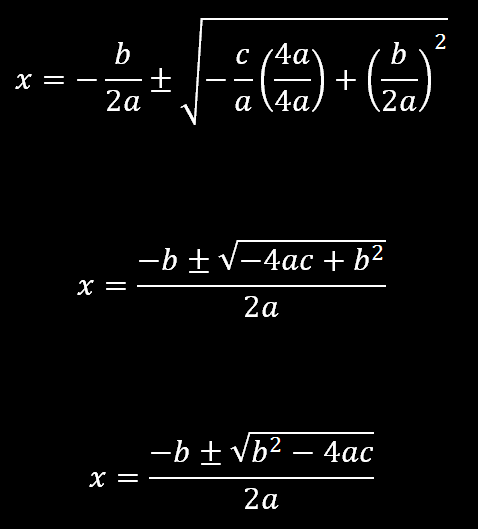 x = −b/2a ± √(−c/a (4a/4a) + (b/2a)²)
x = (−b ± √(−4ac + b²))/2a
x = (−b ± √(b² − 4ac))/2a